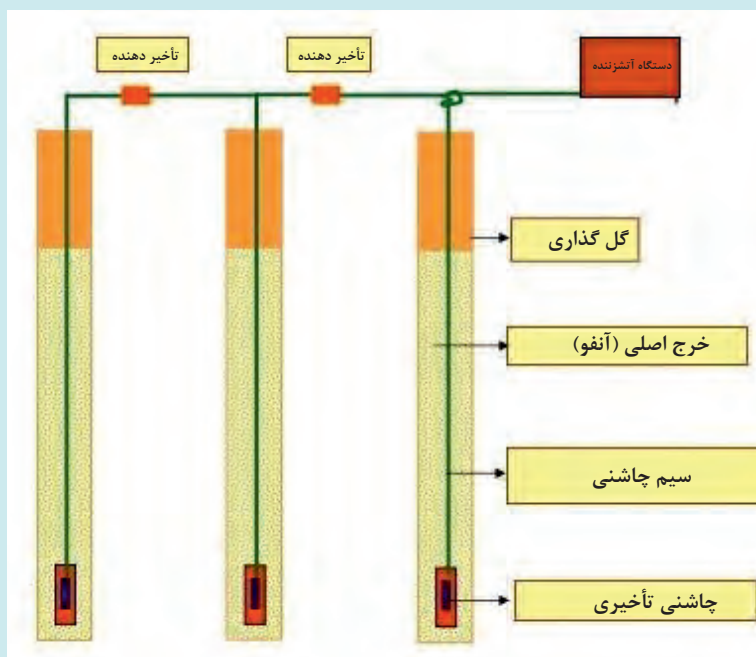 تأخیر دهنده
تأخیر دهنده
دستگاه آتشزننده
گل گذاری
خرج اصلی (آنفو)
سیم چاشنی
چاشنی تأخیری